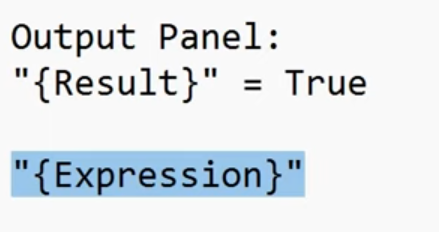 Output Panel:
"{Result}" = True
"{Expression}"